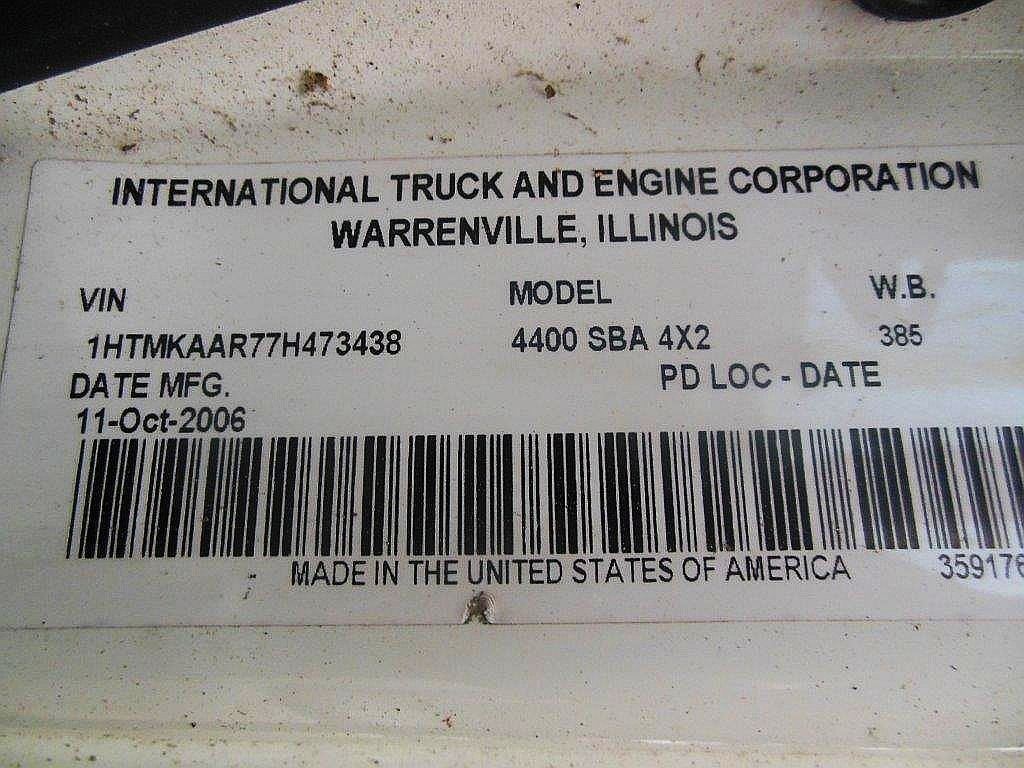 INTERNATIONAL TRUCK AND ENGINE CORPORATION
WARRENVILLE, ILLINOIS
VIN MODEL W.B.
1HTMKAAR77H473438 4400 SBA 4X2 385
DATE MFG. PD LOC - DATE
11-Oct-2006
MADE IN THE UNITED STATES OF AMERICA 359176